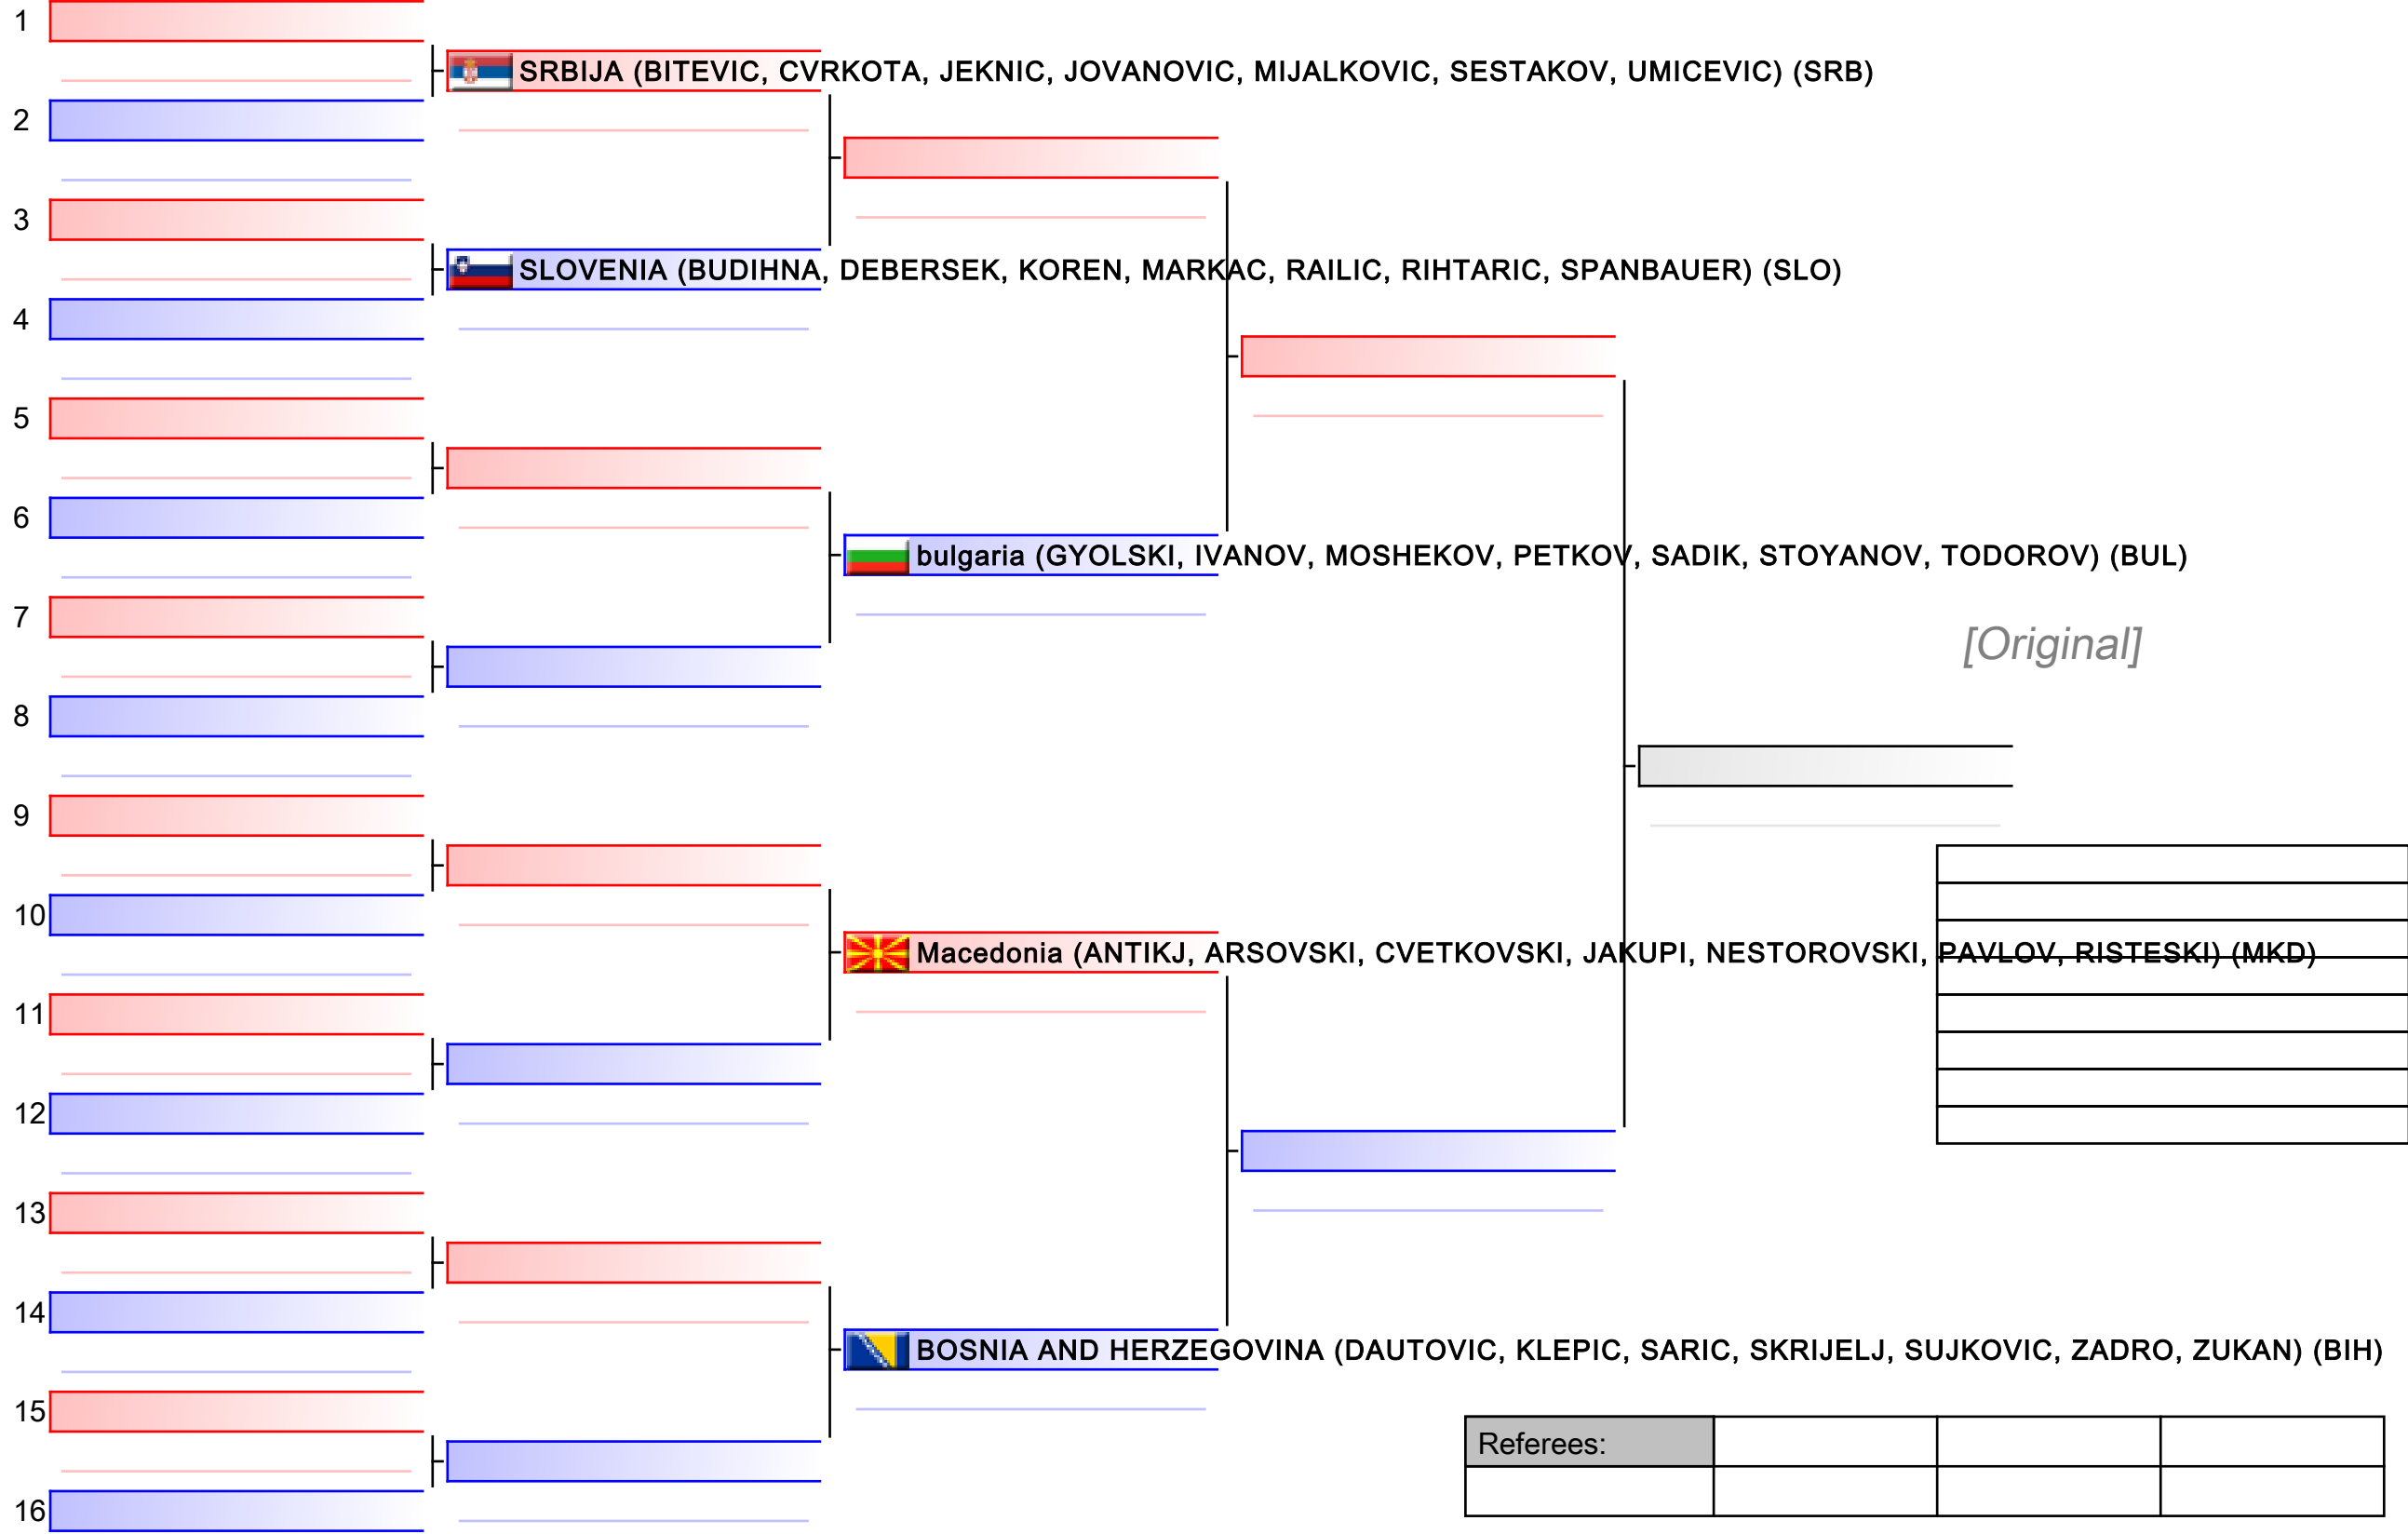 1
SRBIJA (BITEVIC, CVRKOTA, JEKNIC, JOVANOVIC, MIJALKOVIC, SESTAKOV, UMICEVIC) (SRB)
2
3
SLOVENIA (BUDIHNA, DEBERSEK, KOREN, MARKAC, RAILIC, RIHTARIC, SPANBAUER) (SLO)
4
5
6
bulgaria (GYOLSKI, IVANOV, MOSHEKOV, PETKOV, SADIK, STOYANOV, TODOROV) (BUL)
7
[Original]
8
9
10
Macedonia (ANTIKJ, ARSOVSKI, CVETKOVSKI, JAKUPI, NESTOROVSKI, PAVLOV, RISTESKI) (MKD)
11
12
13
14
BOSNIA AND HERZEGOVINA (DAUTOVIC, KLEPIC, SARIC, SKRIJELJ, SUJKOVIC, ZADRO, ZUKAN) (BIH)
15
Referees:
16